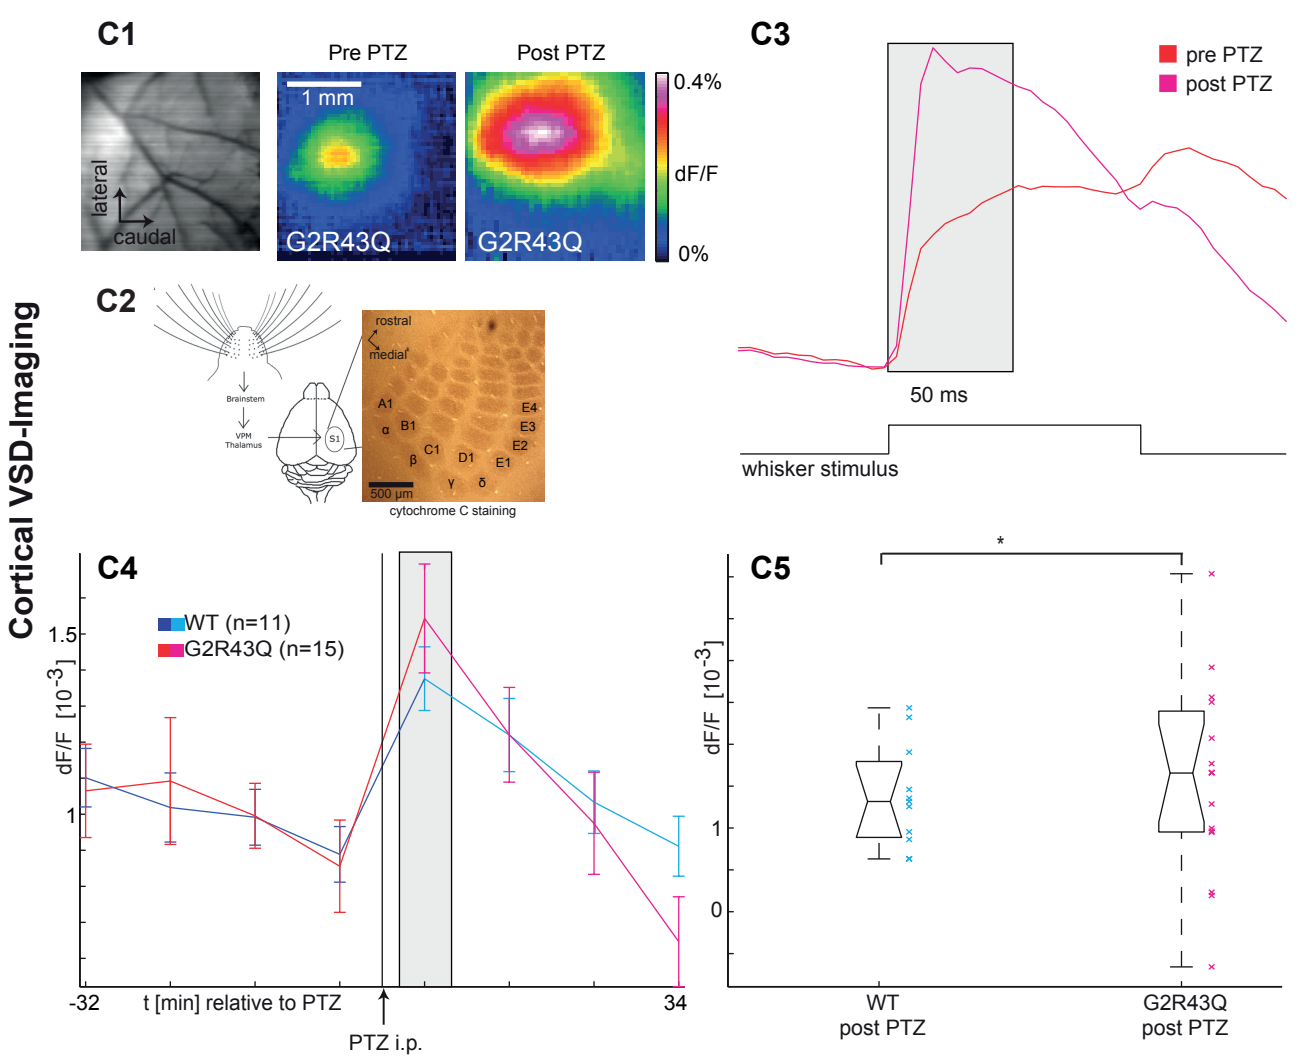 Cortical VSD-Imaging
C1
Pre PTZ
Post PTZ
lateral
caudal
1 mm
G2R43Q
G2R43Q
0.4%
dF/F
0%
C2
Brainstem
VPM
Thalamus
S1
rostral
medial
A1
α
B1
β
C1
γ
D1
δ
E1
E2
E3
E4
500 µm
cytochrome C staining
C3
pre PTZ
post PTZ
50 ms
whisker stimulus
C4
WT (n=11)
G2R43Q (n=15)
dF/F [10-3]
1.5
1
-32
t [min] relative to PTZ
34
PTZ i.p.
C5
*
dF/F [10-3]
1
0
WT
post PTZ
G2R43Q
post PTZ